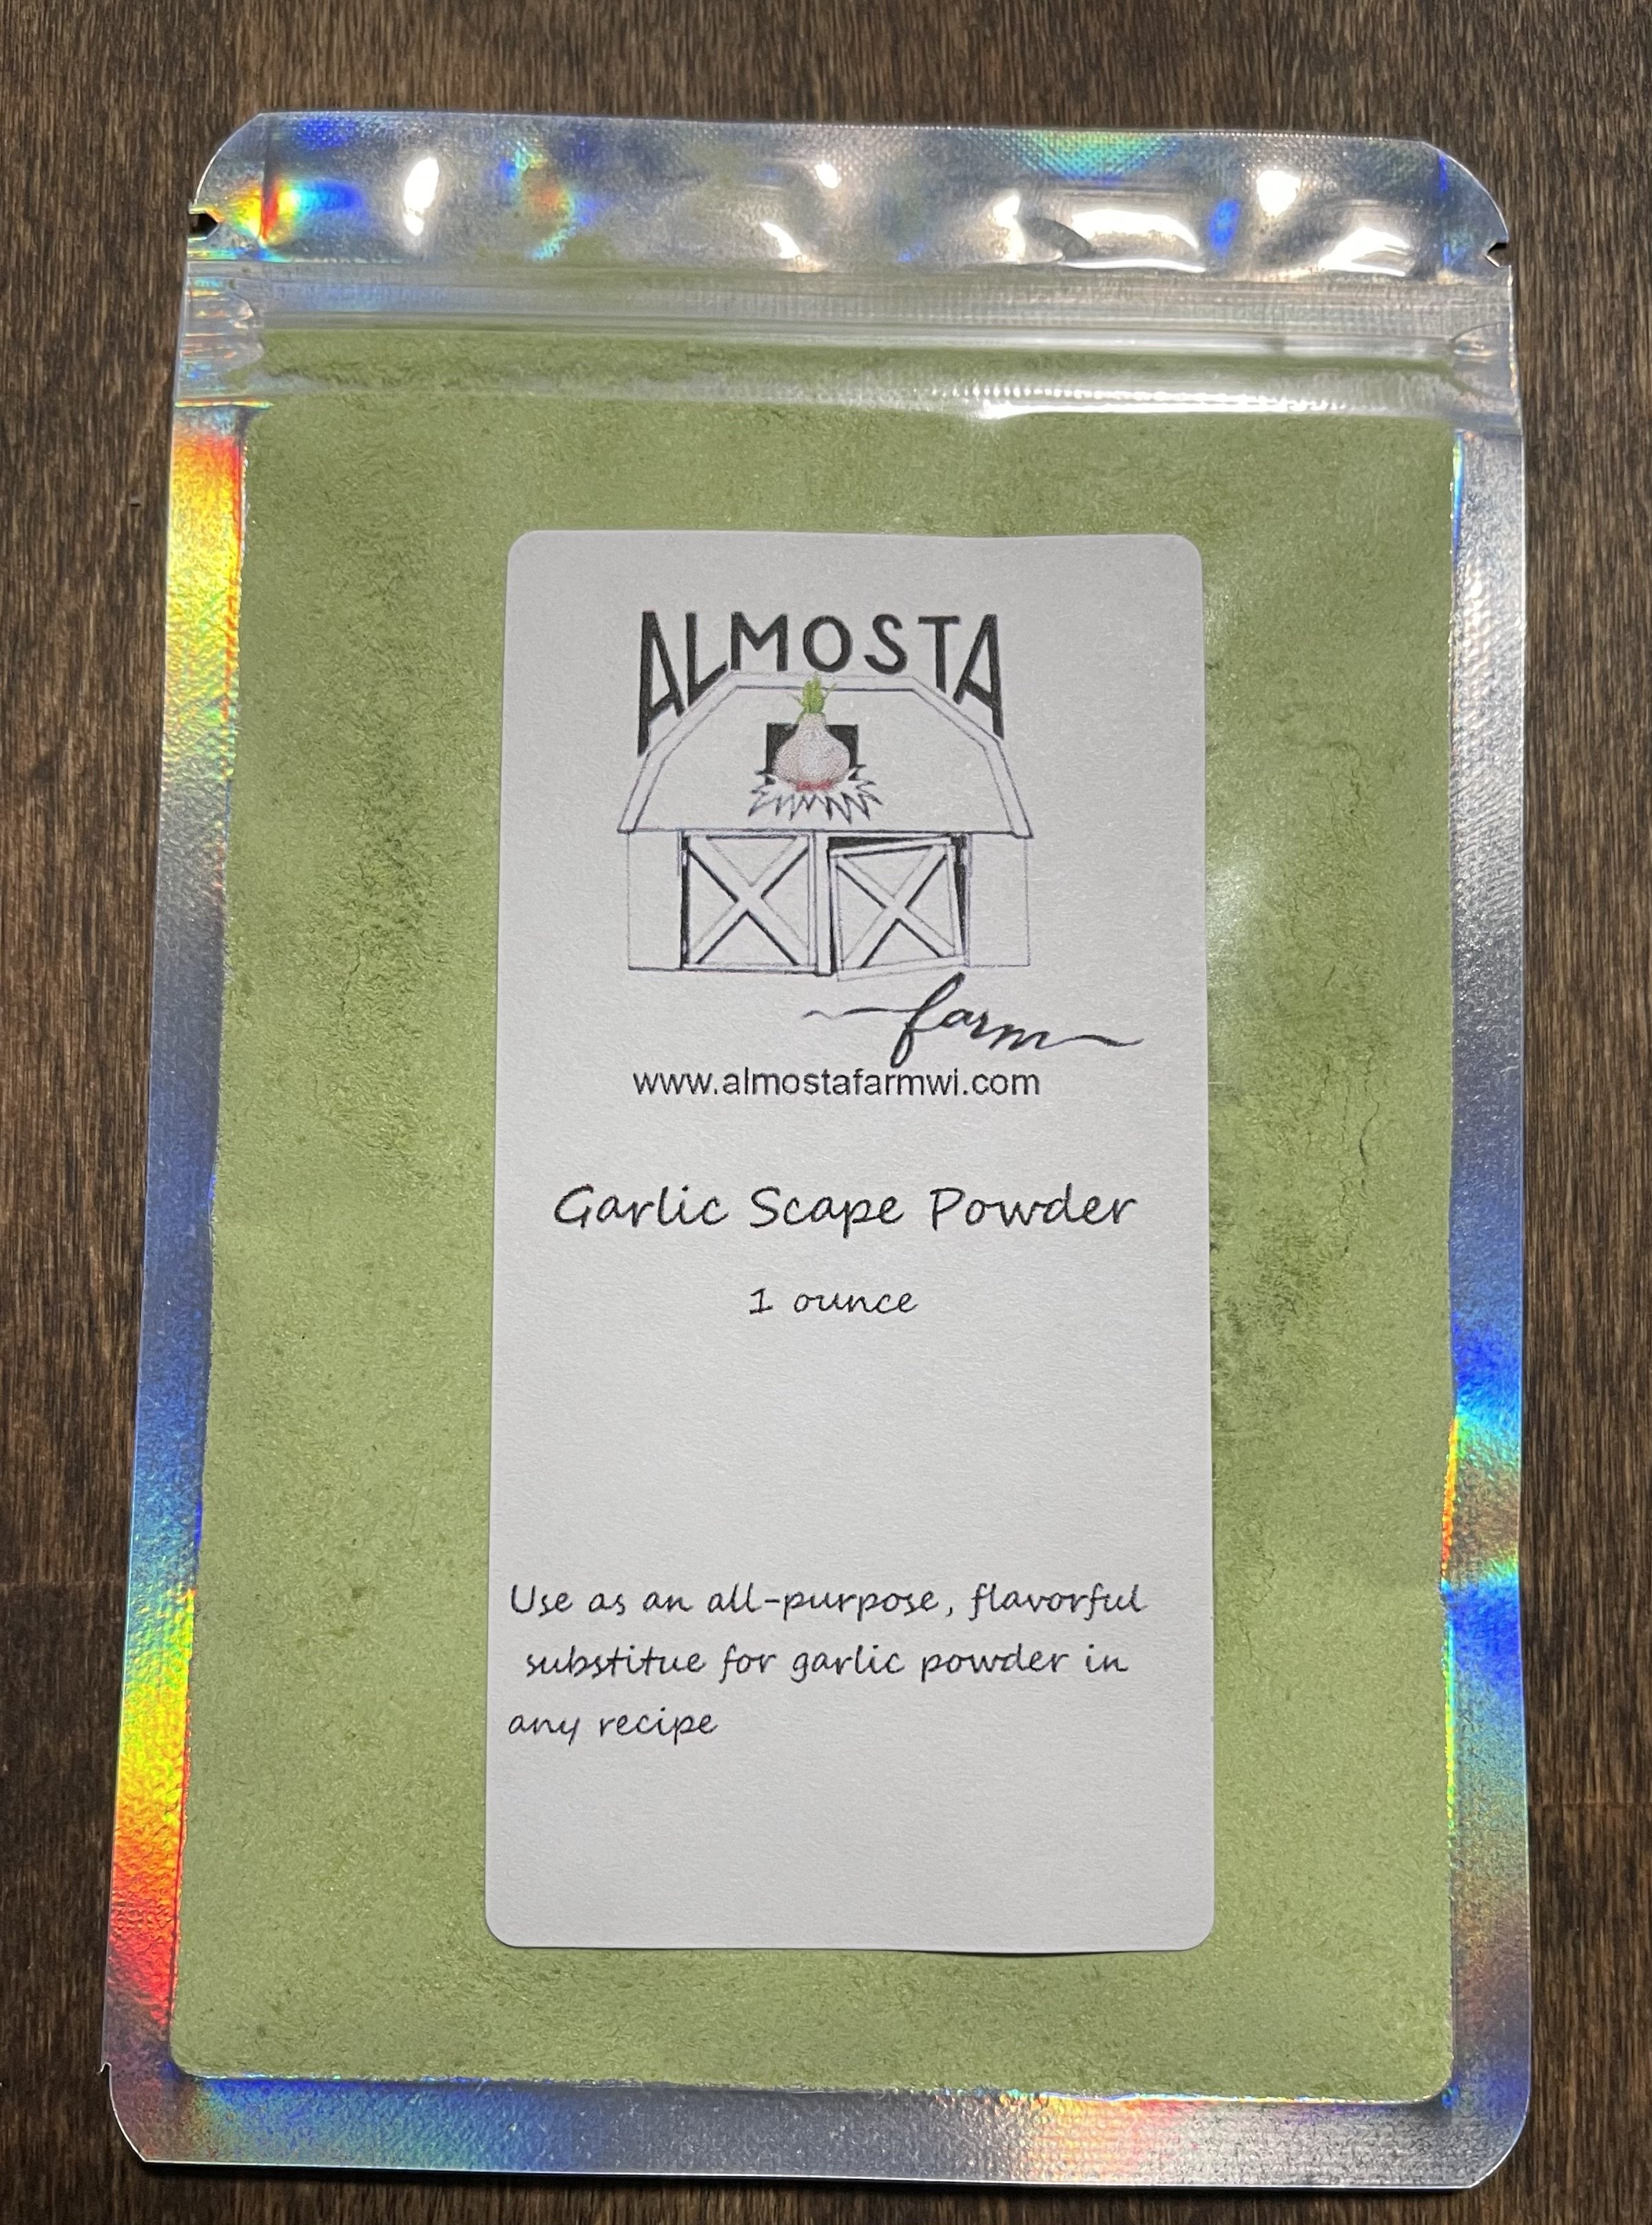 ALMOSTA
farm
www.almostafarmwi.com
Garlic Scape Powder
1 ounce
Use as an all-purpose, flavorful
substitue for garlic powder in
any recipe